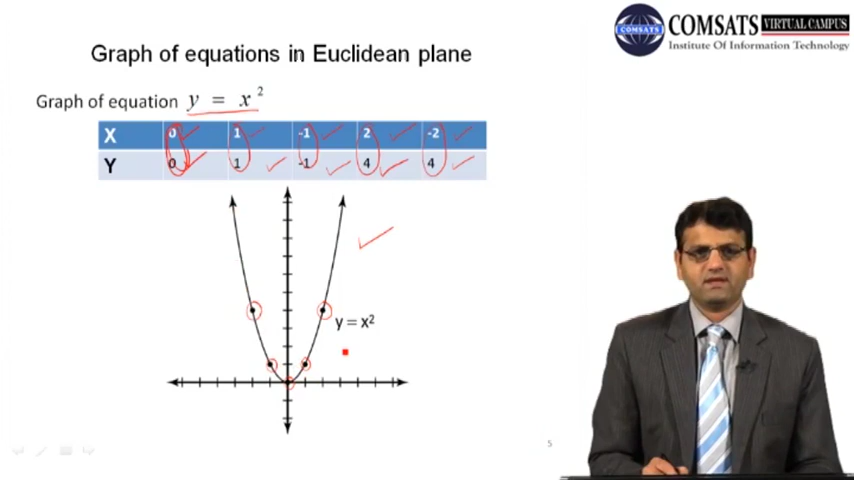 COMSATS VIRTUAL CAMPUS
COMSATS
Institute Of Information Technology
Graph of equations in Euclidean plane
Graph of equation y = x²
X 0 1 -1 2 -2
Y 0 1 -1 4 4
y = x²
5